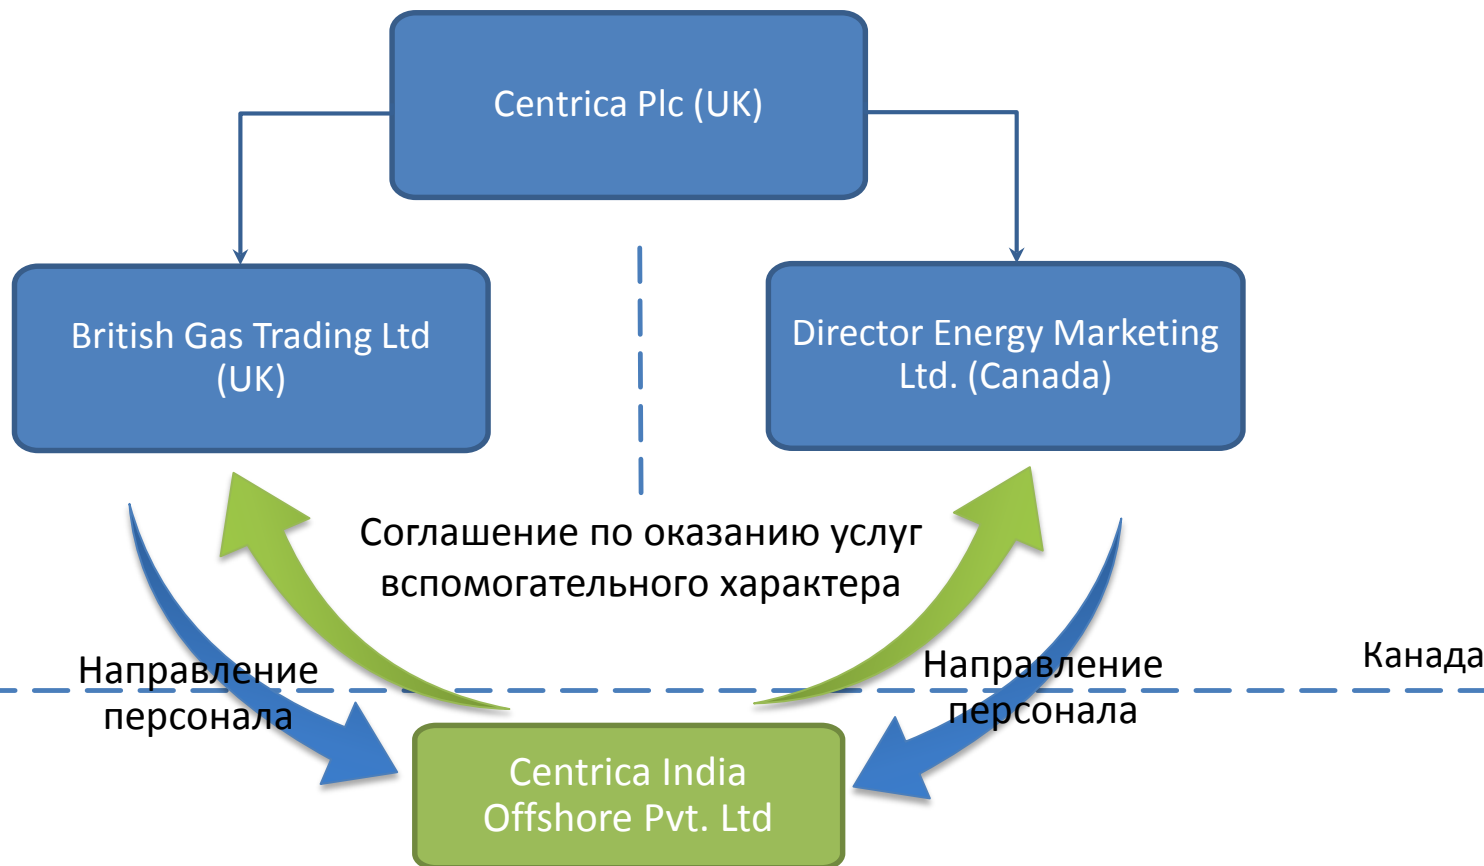 Centrica Plc (UK)
British Gas Trading Ltd
(UK)
Director Energy Marketing
Ltd. (Canada)
Соглашение по оказанию услуг
вспомогательного характера
Направление
персонала
Направление
персонала
Канада
Centrica India
Offshore Pvt. Ltd